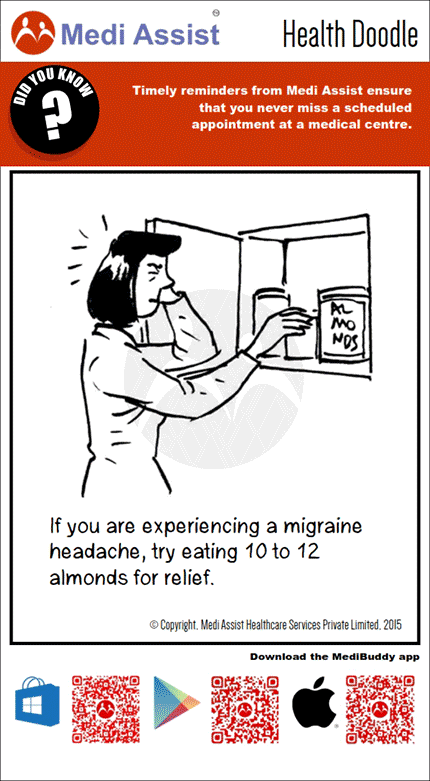 Medi Assist
Health Doodle
DID YOU KNOW
?
Timely reminders from Medi Assist ensure
that you never miss a scheduled
appointment at a medical centre.
AL
MO
NDS
If you are experiencing a migraine
headache, try eating 10 to 12
almonds for relief.
© Copyright, Medi Assist Healthcare Services Private Limited, 2015
Download the MediBuddy app